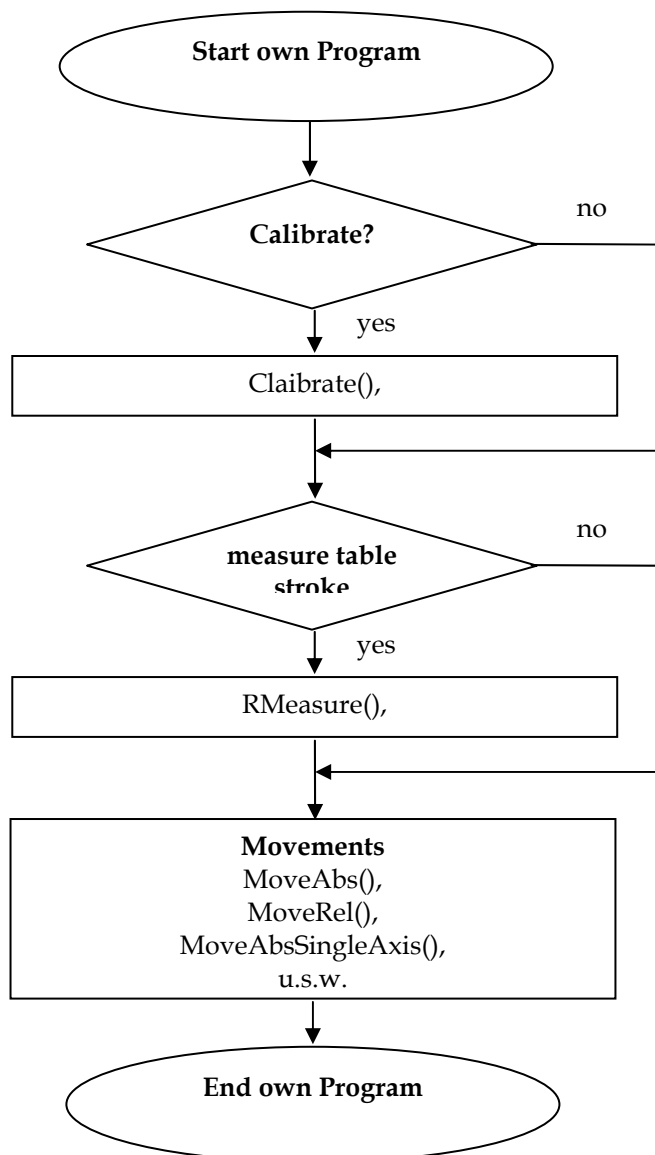 Start own Program
no
Calibrate?
yes
Claibrate(),
no
measure table
stroke
yes
RMeasure(),
Movements
MoveAbs(),
MoveRel(),
MoveAbsSingleAxis(),
u.s.w.
End own Program